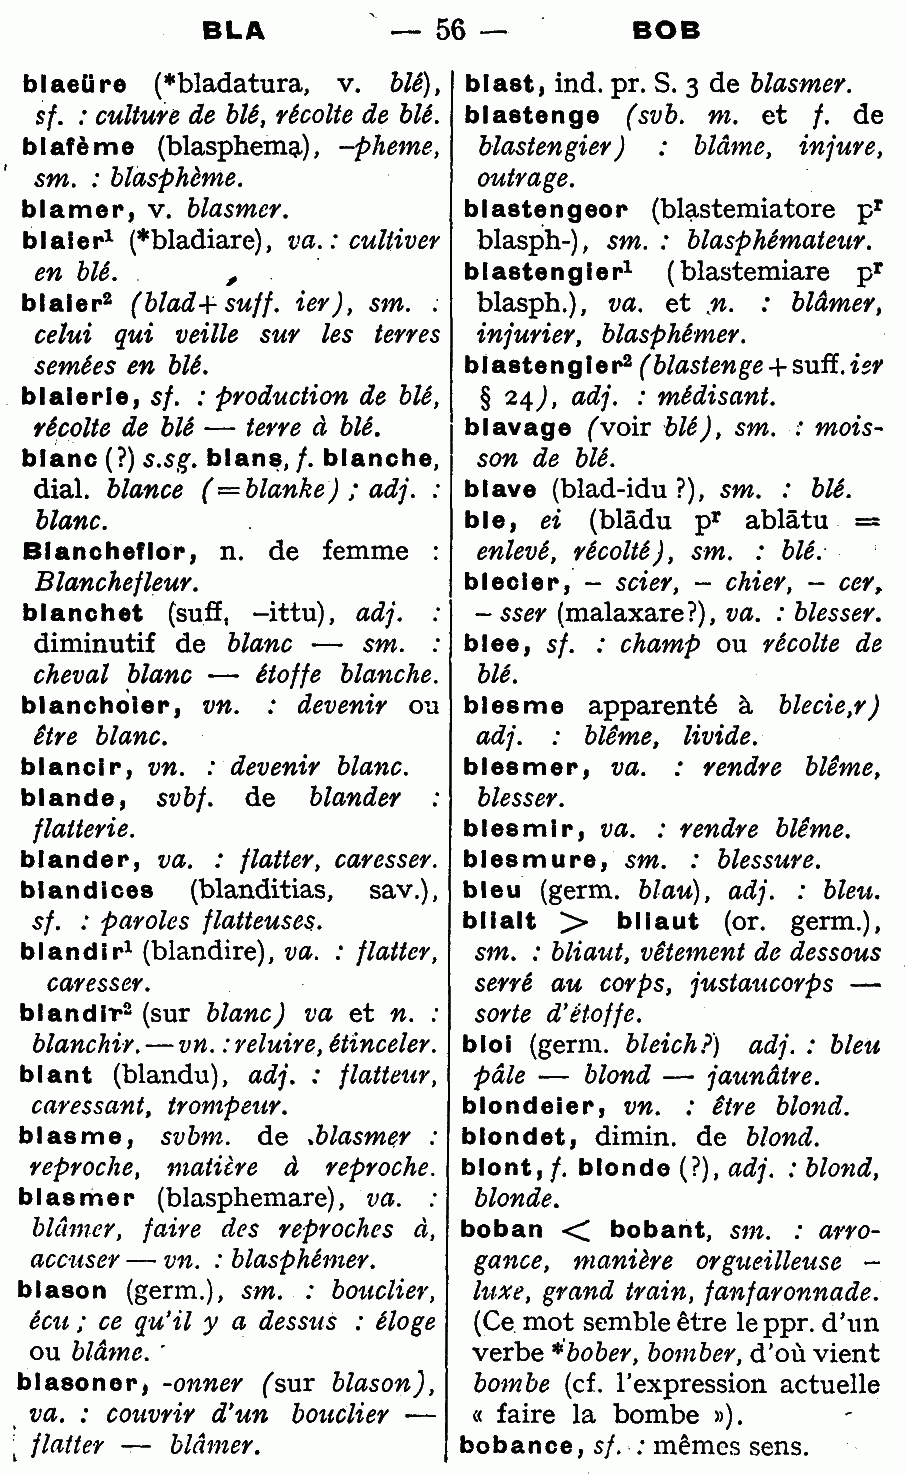 BLA — 56 — BOB
blaeüre (*bladatura, v. blé),
sf. : culture de blé, récolte de blé.
blafème (blasphema), –pheme,
sm. : blasphème.
blamer, v. blasmer.
blaier¹ (*bladiare), va. : cultiver
en blé.
blaier² (blad+suff. ier), sm. :
celui qui veille sur les terres
semées en blé.
blaierie, sf. : production de blé,
récolte de blé — terre à blé.
blanc (?) s.sg. blans, f. blanche,
dial. blance (=blanke) ; adj. :
blanc.
Blancheflor, n. de femme :
Blanchefleur.
blanchet (suff, –ittu), adj. :
diminutif de blanc — sm. :
cheval blanc — étoffe blanche.
blanchoier, vn. : devenir ou
être blanc.
blancir, vn. : devenir blanc.
blande, svbf. de blander :
flatterie.
blander, va. : flatter, caresser.
blandices (blanditias, sav.),
sf. : paroles flatteuses.
blandir¹ (blandire), va. : flatter,
caresser.
blandir² (sur blanc) va et n. :
blanchir. — vn. : reluire, étinceler.
blant (blandu), adj. : flatteur,
caressant, trompeur.
blasme, svbm. de blasmer :
reproche, matière à reproche.
blasmer (blasphemare), va. :
blâmer, faire des reproches à,
accuser — vn. : blasphémer.
blason (germ.), sm. : bouclier,
écu ; ce qu'il y a dessus : éloge
ou blâme.
blasoner, -onner (sur blason),
va. : couvrir d'un bouclier —
flatter — blâmer.
blast, ind. pr. S. 3 de blasmer.
blastenge (svb. m. et f. de
blastengier) : blâme, injure,
outrage.
blastengeor (blastemiatore pʳ
blasph-), sm. : blasphémateur.
blastengier¹ (blastemiare pʳ
blasph.), va. et n. : blâmer,
injurier, blasphémer.
blastengier² (blastenge + suff. ier
§ 24), adj. : médisant.
blavage (voir blé), sm. : mois-
son de blé.
blave (blad-idu ?), sm. : blé.
ble, ei (blādu pʳ ablātu =
enlevé, récolté), sm. : blé.
blecier, – scier, – chier, – cer,
– sser (malaxare?), va. : blesser.
blee, sf. : champ ou récolte de
blé.
blesme apparenté à blecie,r)
adj. : blême, livide.
blesmer, va. : rendre blême,
blesser.
blesmir, va. : rendre blême.
blesmure, sm. : blessure.
bleu (germ. blau), adj. : bleu.
blialt > bliaut (or. germ.),
sm. : bliaut, vêtement de dessous
serré au corps, justaucorps —
sorte d'étoffe.
bloi (germ. bleich?) adj. : bleu
pâle — blond — jaunâtre.
blondeier, vn. : être blond.
blondet, dimin. de blond.
blont, f. blonde (?), adj. : blond,
blonde.
boban < bobant, sm. : arro-
gance, manière orgueilleuse –
luxe, grand train, fanfaronnade.
(Ce mot semble être le ppr. d'un
verbe *bober, bomber, d'où vient
bombe (cf. l'expression actuelle
« faire la bombe »).
bobance, sf. : mêmes sens.